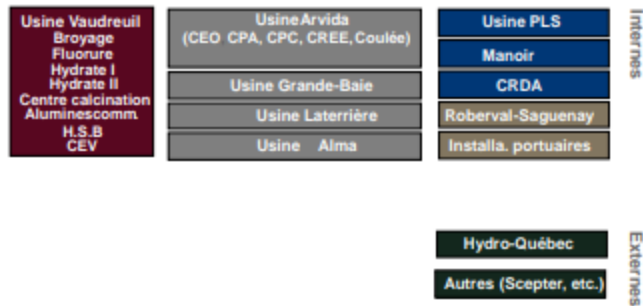 Usine Vaudreuil
Broyage
Fluorure
Hydrate I
Hydrate II
Centre calcination
Aluminescomm.
H.S.B
CEV
Usine Arvida
(CEO CPA, CPC, CREE, Coulée)
Usine Grande-Baie
Usine Laterrière
Usine Alma
Usine PLS
Manoir
CRDA
Roberval-Saguenay
Installa. portuaires
Internes
Hydro-Québec
Autres (Scepter, etc.)
Externes